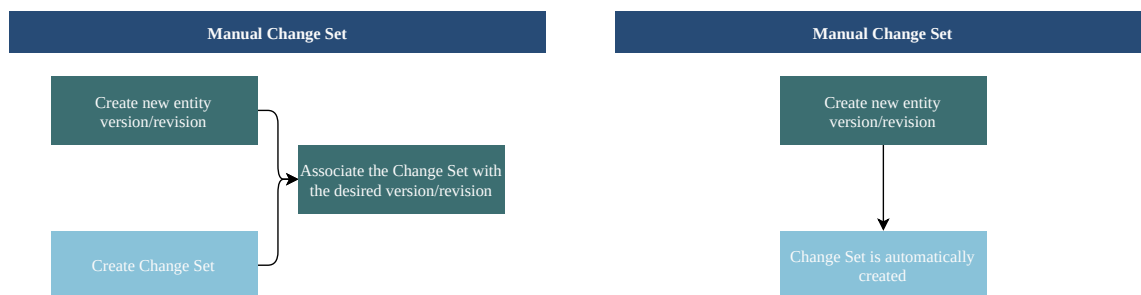 Manual Change Set
Create new entity
version/revision
Associate the Change Set with
the desired version/revision
Create Change Set
Manual Change Set
Create new entity
version/revision
Change Set is automatically
created